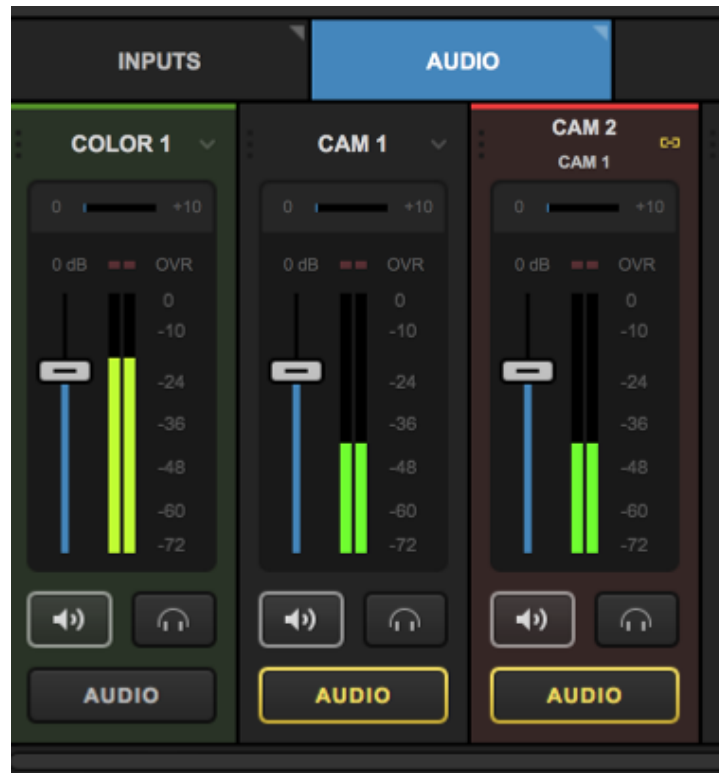 INPUTS
AUDIO
COLOR 1
0 +10
0 dB OVR
0
-10
-24
-36
-48
-60
-72
AUDIO
CAM 1
0 +10
0 dB OVR
0
-10
-24
-36
-48
-60
-72
AUDIO
CAM 2
CAM 1
0 +10
0 dB OVR
0
-10
-24
-36
-48
-60
-72
AUDIO